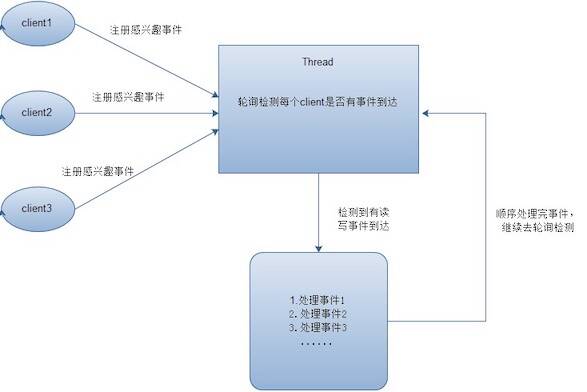 client1
注册感兴趣事件
Thread
轮询检测每个client是否有事件到达
client2
注册感兴趣事件
注册感兴趣事件
client3
检测到有读
写事件到达
顺序处理完事件，
继续去轮询检测
1.处理事件1
2. 处理事件2
3. 处理事件3
......